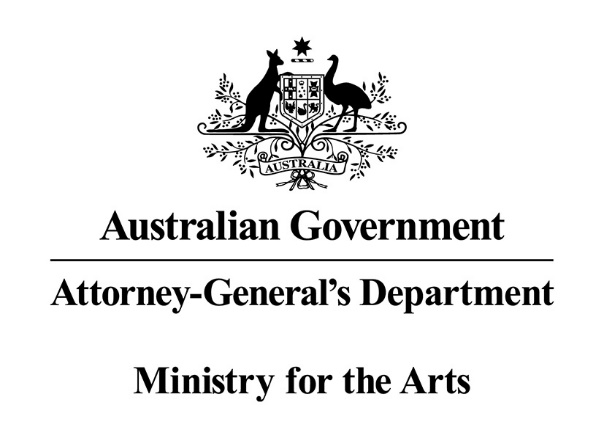 AUSTRALIA
Australian Government
Attorney-General's Department
Ministry for the Arts